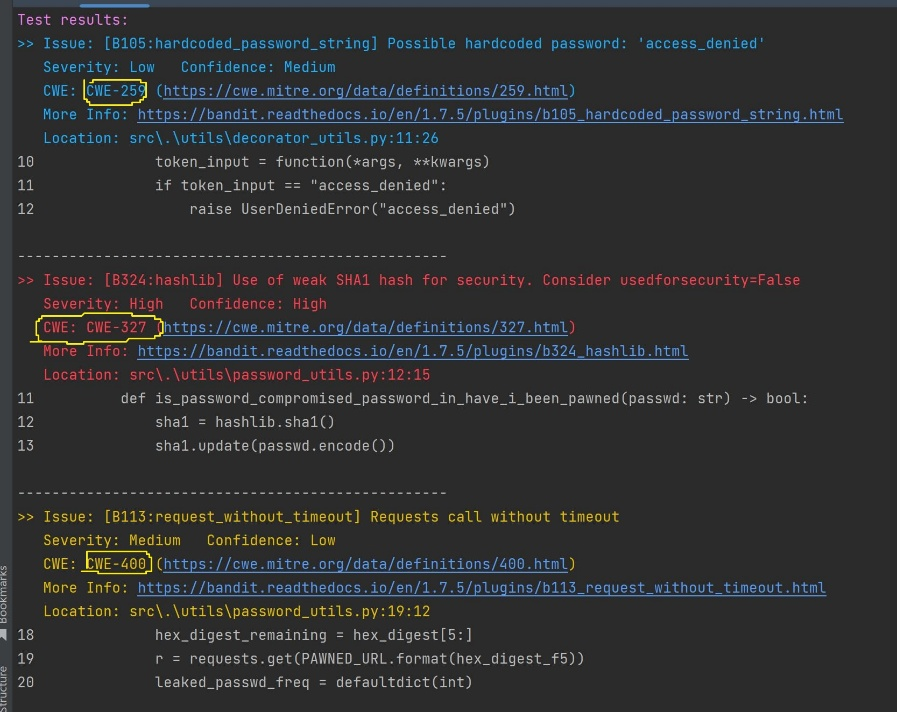 Test results:
>> Issue: [B105:hardcoded_password_string] Possible hardcoded password: 'access_denied'
   Severity: Low   Confidence: Medium
   CWE: CWE-259 (https://cwe.mitre.org/data/definitions/259.html)
   More Info: https://bandit.readthedocs.io/en/1.7.5/plugins/b105_hardcoded_password_string.html
   Location: src\.\utils\decorator_utils.py:11:26
10              token_input = function(*args, **kwargs)
11              if token_input == "access_denied":
12                  raise UserDeniedError("access_denied")
--------------------------------------------------
>> Issue: [B324:hashlib] Use of weak SHA1 hash for security. Consider usedforsecurity=False
   Severity: High   Confidence: High
   CWE: CWE-327 (https://cwe.mitre.org/data/definitions/327.html)
   More Info: https://bandit.readthedocs.io/en/1.7.5/plugins/b324_hashlib.html
   Location: src\.\utils\password_utils.py:12:15
11          def is_password_compromised_password_in_have_i_been_pawned(passwd: str) -> bool:
12              sha1 = hashlib.sha1()
13              sha1.update(passwd.encode())
--------------------------------------------------
>> Issue: [B113:request_without_timeout] Requests call without timeout
   Severity: Medium   Confidence: Low
   CWE: CWE-400 (https://cwe.mitre.org/data/definitions/400.html)
   More Info: https://bandit.readthedocs.io/en/1.7.5/plugins/b113_request_without_timeout.html
   Location: src\.\utils\password_utils.py:19:12
18              hex_digest_remaining = hex_digest[5:]
19              r = requests.get(PAWNED_URL.format(hex_digest_f5))
20              leaked_passwd_freq = defaultdict(int)
Bookmarks
Structure